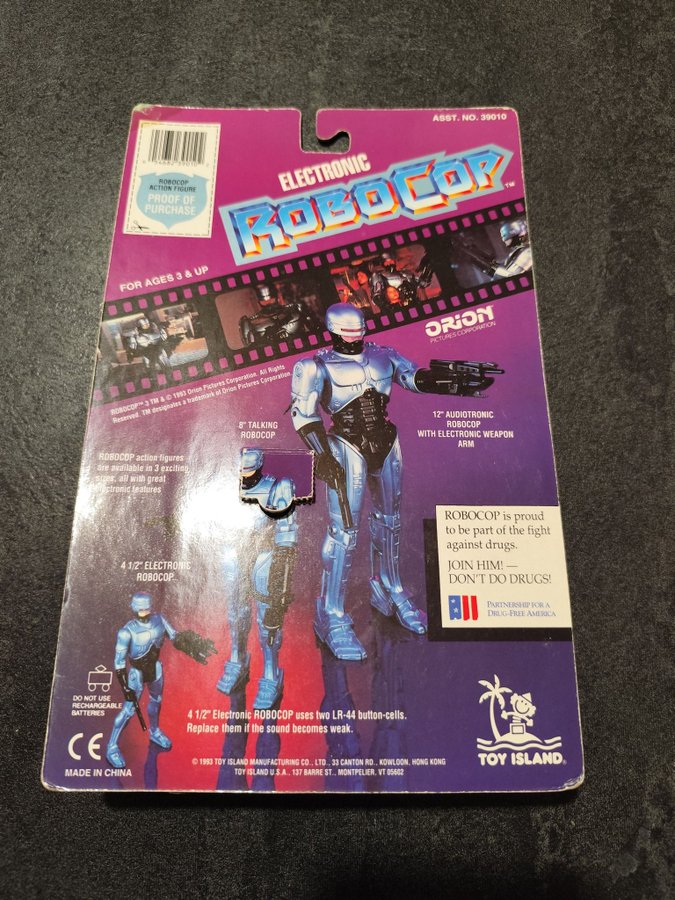 ASST. NO. 39010
ROBOCOP
ACTION FIGURE
PROOF OF
PURCHASE
ELECTRONIC
ROBOCOP™
FOR AGES 3 & UP
ORION
PICTURES CORPORATION
ROBOCOP™ 3 TM & © 1993 Orion Pictures Corporation. All Rights
Reserved. TM designates a trademark of Orion Pictures Corporation.
8" TALKING
ROBOCOP
12" AUDIOTRONIC
ROBOCOP
WITH ELECTRONIC WEAPON
ARM
ROBOCOP action figures
are available in 3 exciting
sizes, all with great
electronic features
ROBOCOP is proud
to be part of the fight
against drugs.
JOIN HIM! —
DON'T DO DRUGS!
PARTNERSHIP FOR A
DRUG-FREE AMERICA
4 1/2" ELECTRONIC
ROBOCOP
DO NOT USE
RECHARGEABLE
BATTERIES
4 1/2" Electronic ROBOCOP uses two LR-44 button-cells.
Replace them if the sound becomes weak.
CE
MADE IN CHINA
© 1993 TOY ISLAND MANUFACTURING CO., LTD., 33 CANTON RD., KOWLOON, HONG KONG
TOY ISLAND U.S.A., 137 BARRE ST., MONTPELIER, VT 05602
TOY ISLAND®